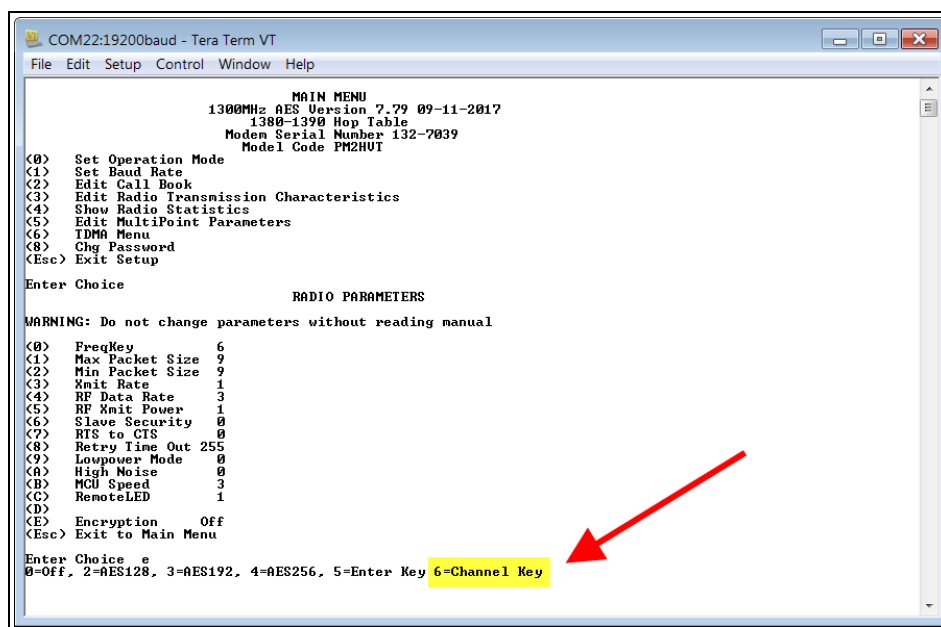 COM22:19200baud - Tera Term VT
File Edit Setup Control Window Help
MAIN MENU
1300MHz AES Version 7.79 09-11-2017
1380-1390 Hop Table
Modem Serial Number 132-7039
Model Code PM2HVT
(0) Set Operation Mode
(1) Set Baud Rate
(2) Edit Call Book
(3) Edit Radio Transmission Characteristics
(4) Show Radio Statistics
(5) Edit MultiPoint Parameters
(6) TDMA Menu
(8) Chg Password
(Esc) Exit Setup
Enter Choice
RADIO PARAMETERS
WARNING: Do not change parameters without reading manual
(0) FreqKey 6
(1) Max Packet Size 9
(2) Min Packet Size 9
(3) Xmit Rate 1
(4) RF Data Rate 3
(5) RF Xmit Power 1
(6) Slave Security 0
(7) RTS to CTS 0
(8) Retry Time Out 255
(9) Lowpower Mode 0
(A) High Noise 0
(B) MCU Speed 3
(C) RemoteLED 1
(D)
(E) Encryption Off
(Esc) Exit to Main Menu
Enter Choice e
0=Off, 2=AES128, 3=AES192, 4=AES256, 5=Enter Key 6=Channel Key